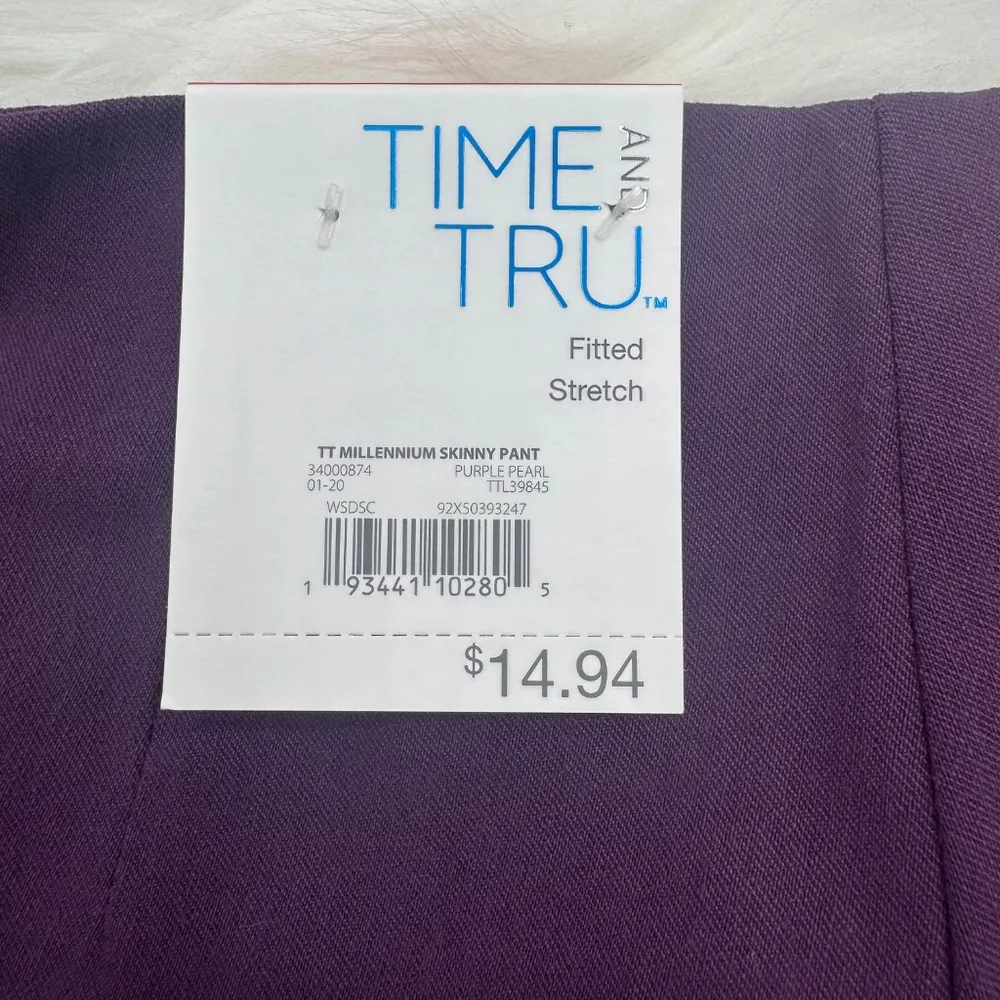 TIME AND
TRU™
Fitted
Stretch
TT MILLENNIUM SKINNY PANT
34000874 PURPLE PEARL
01-20 TTL39845
WSDSC 92X50393247
1 93441 10280 5
$14.94